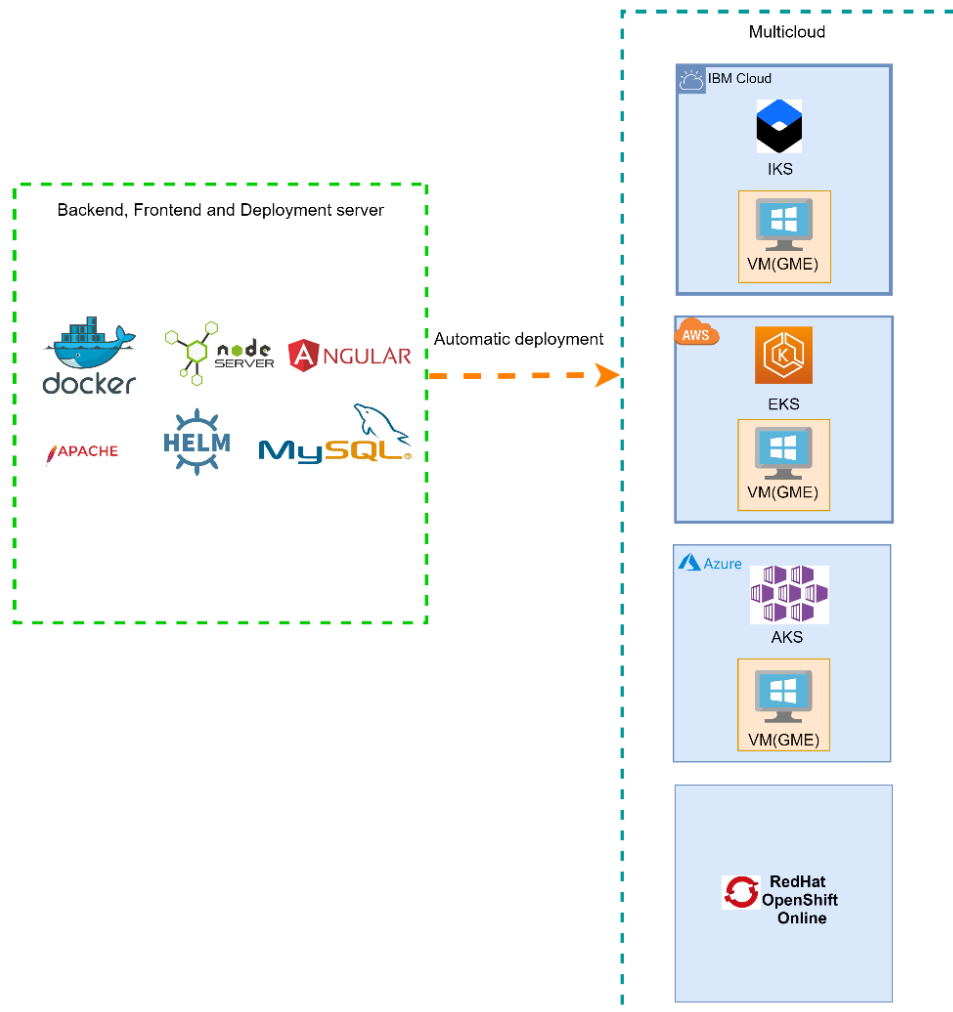 Multicloud
IBM Cloud
IKS
VM(GME)
Backend, Frontend and Deployment server
docker
node
SERVER
ANGULAR
APACHE
HELM
MySQL®
Automatic deployment
AWS
K
EKS
VM(GME)
Azure
AKS
VM(GME)
RedHat
OpenShift
Online